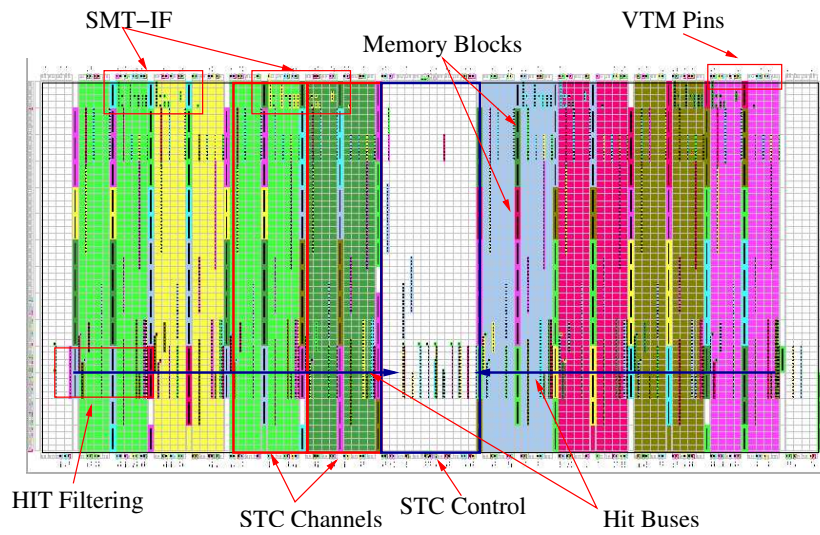 SMT−IF
VTM Pins
Memory Blocks
HIT Filtering
STC Channels
STC Control
Hit Buses